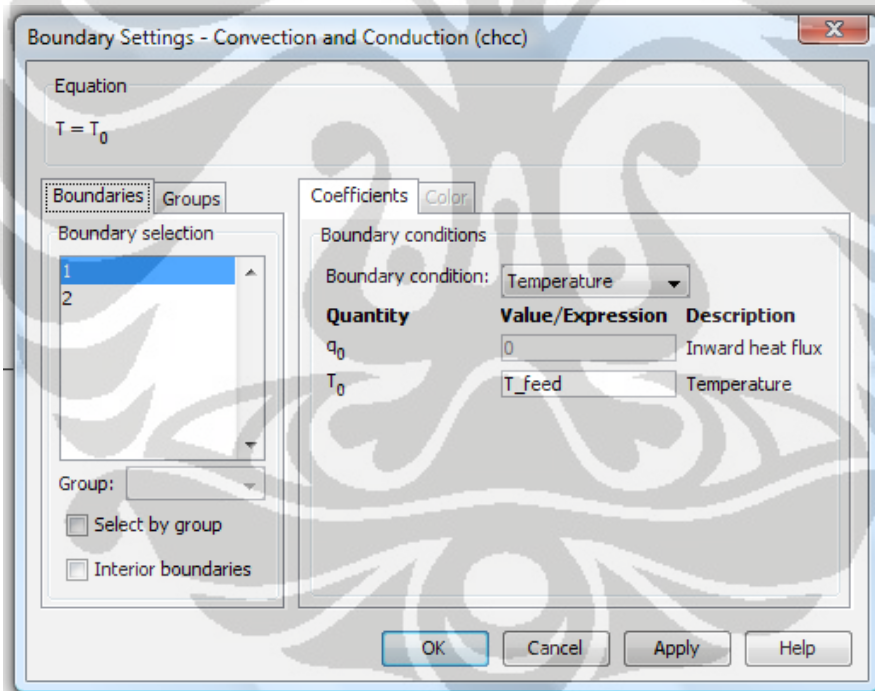 Boundary Settings - Convection and Conduction (chcc)
Equation
T = T₀
Boundaries Groups
Boundary selection
1
2
Group:
Select by group
Interior boundaries
Coefficients Color
Boundary conditions
Boundary condition: Temperature
Quantity Value/Expression Description
q₀ 0 Inward heat flux
T₀ T_feed Temperature
OK Cancel Apply Help